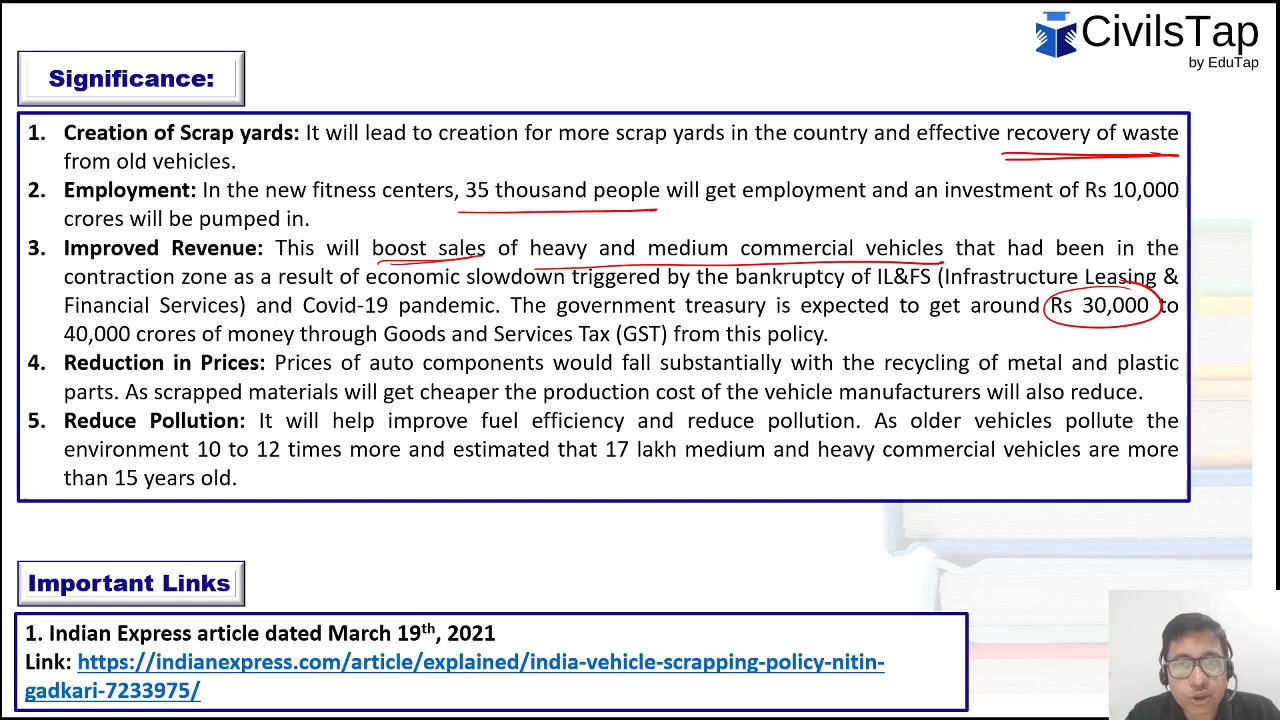 CivilsTap
by EduTap
Significance:
1. Creation of Scrap yards: It will lead to creation for more scrap yards in the country and effective recovery of waste
from old vehicles.
2. Employment: In the new fitness centers, 35 thousand people will get employment and an investment of Rs 10,000
crores will be pumped in.
3. Improved Revenue: This will boost sales of heavy and medium commercial vehicles that had been in the
contraction zone as a result of economic slowdown triggered by the bankruptcy of IL&FS (Infrastructure Leasing &
Financial Services) and Covid-19 pandemic. The government treasury is expected to get around Rs 30,000 to
40,000 crores of money through Goods and Services Tax (GST) from this policy.
4. Reduction in Prices: Prices of auto components would fall substantially with the recycling of metal and plastic
parts. As scrapped materials will get cheaper the production cost of the vehicle manufacturers will also reduce.
5. Reduce Pollution: It will help improve fuel efficiency and reduce pollution. As older vehicles pollute the
environment 10 to 12 times more and estimated that 17 lakh medium and heavy commercial vehicles are more
than 15 years old.
Important Links
1. Indian Express article dated March 19th, 2021
Link: https://indianexpress.com/article/explained/india-vehicle-scrapping-policy-nitin-
gadkari-7233975/